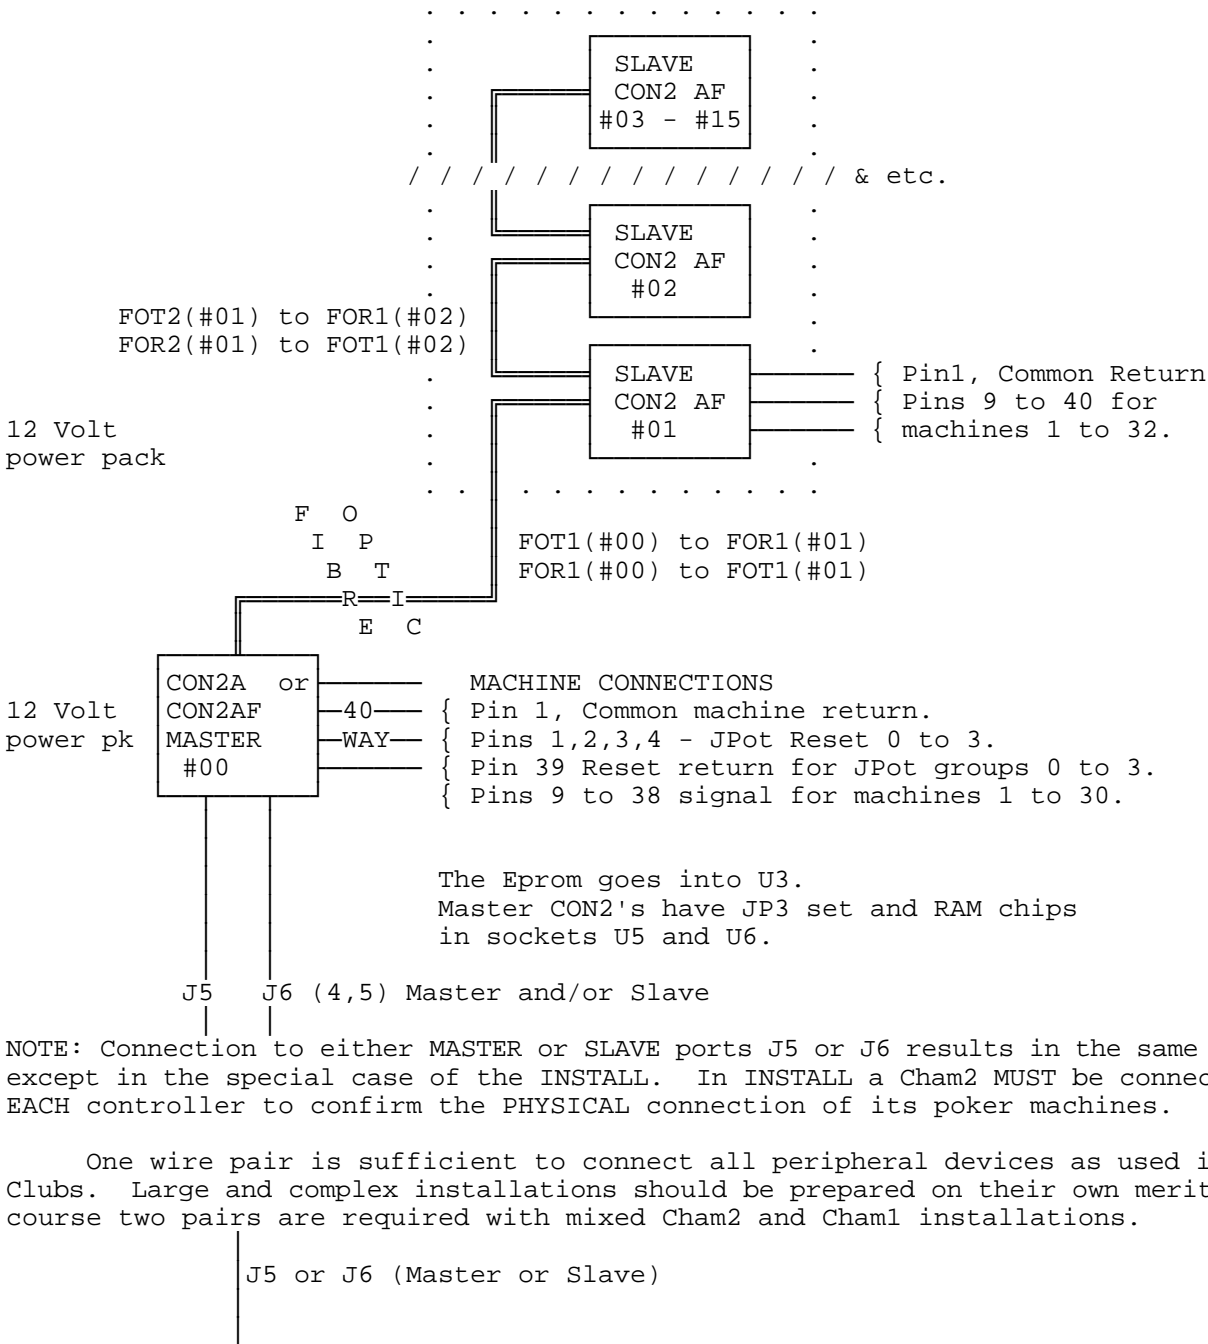 SLAVE
CON2 AF
#03 - #15
/ / / / / / / / / / / / / / & etc.
SLAVE
CON2 AF
#02
FOT2(#01) to FOR1(#02)
FOR2(#01) to FOT1(#02)
SLAVE { Pin1, Common Return
CON2 AF { Pins 9 to 40 for
12 Volt #01 { machines 1 to 32.
power pack
F O
I P FOT1(#00) to FOR1(#01)
B T FOR1(#00) to FOT1(#01)
R I
E C
CON2A or MACHINE CONNECTIONS
12 Volt CON2AF 40 { Pin 1, Common machine return.
power pk MASTER WAY { Pins 1,2,3,4 - JPot Reset 0 to 3.
#00 { Pin 39 Reset return for JPot groups 0 to 3.
{ Pins 9 to 38 signal for machines 1 to 30.
The Eprom goes into U3.
Master CON2's have JP3 set and RAM chips
in sockets U5 and U6.
J5 J6 (4,5) Master and/or Slave
NOTE: Connection to either MASTER or SLAVE ports J5 or J6 results in the same
except in the special case of the INSTALL. In INSTALL a Cham2 MUST be
EACH controller to confirm the PHYSICAL connection of its poker machines.
One wire pair is sufficient to connect all peripheral devices as used
Clubs. Large and complex installations should be prepared on their own
course two pairs are required with mixed Cham2 and Cham1 installations.
J5 or J6 (Master or Slave)